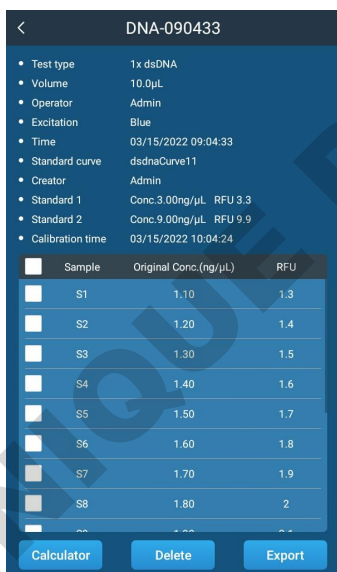 DNA-090433
Test type 1x dsDNA
Volume 10.0µL
Operator Admin
Excitation Blue
Time 03/15/2022 09:04:33
Standard curve dsdnaCurve11
Creator Admin
Standard 1 Conc.3.00ng/µL RFU 3.3
Standard 2 Conc.9.00ng/µL RFU 9.9
Calibration time 03/15/2022 10:04:24
Sample Original Conc.(ng/µL) RFU
S1 1.10 1.3
S2 1.20 1.4
S3 1.30 1.5
S4 1.40 1.6
S5 1.50 1.7
S6 1.60 1.8
S7 1.70 1.9
S8 1.80 2
Calculator Delete Export
NIQUE